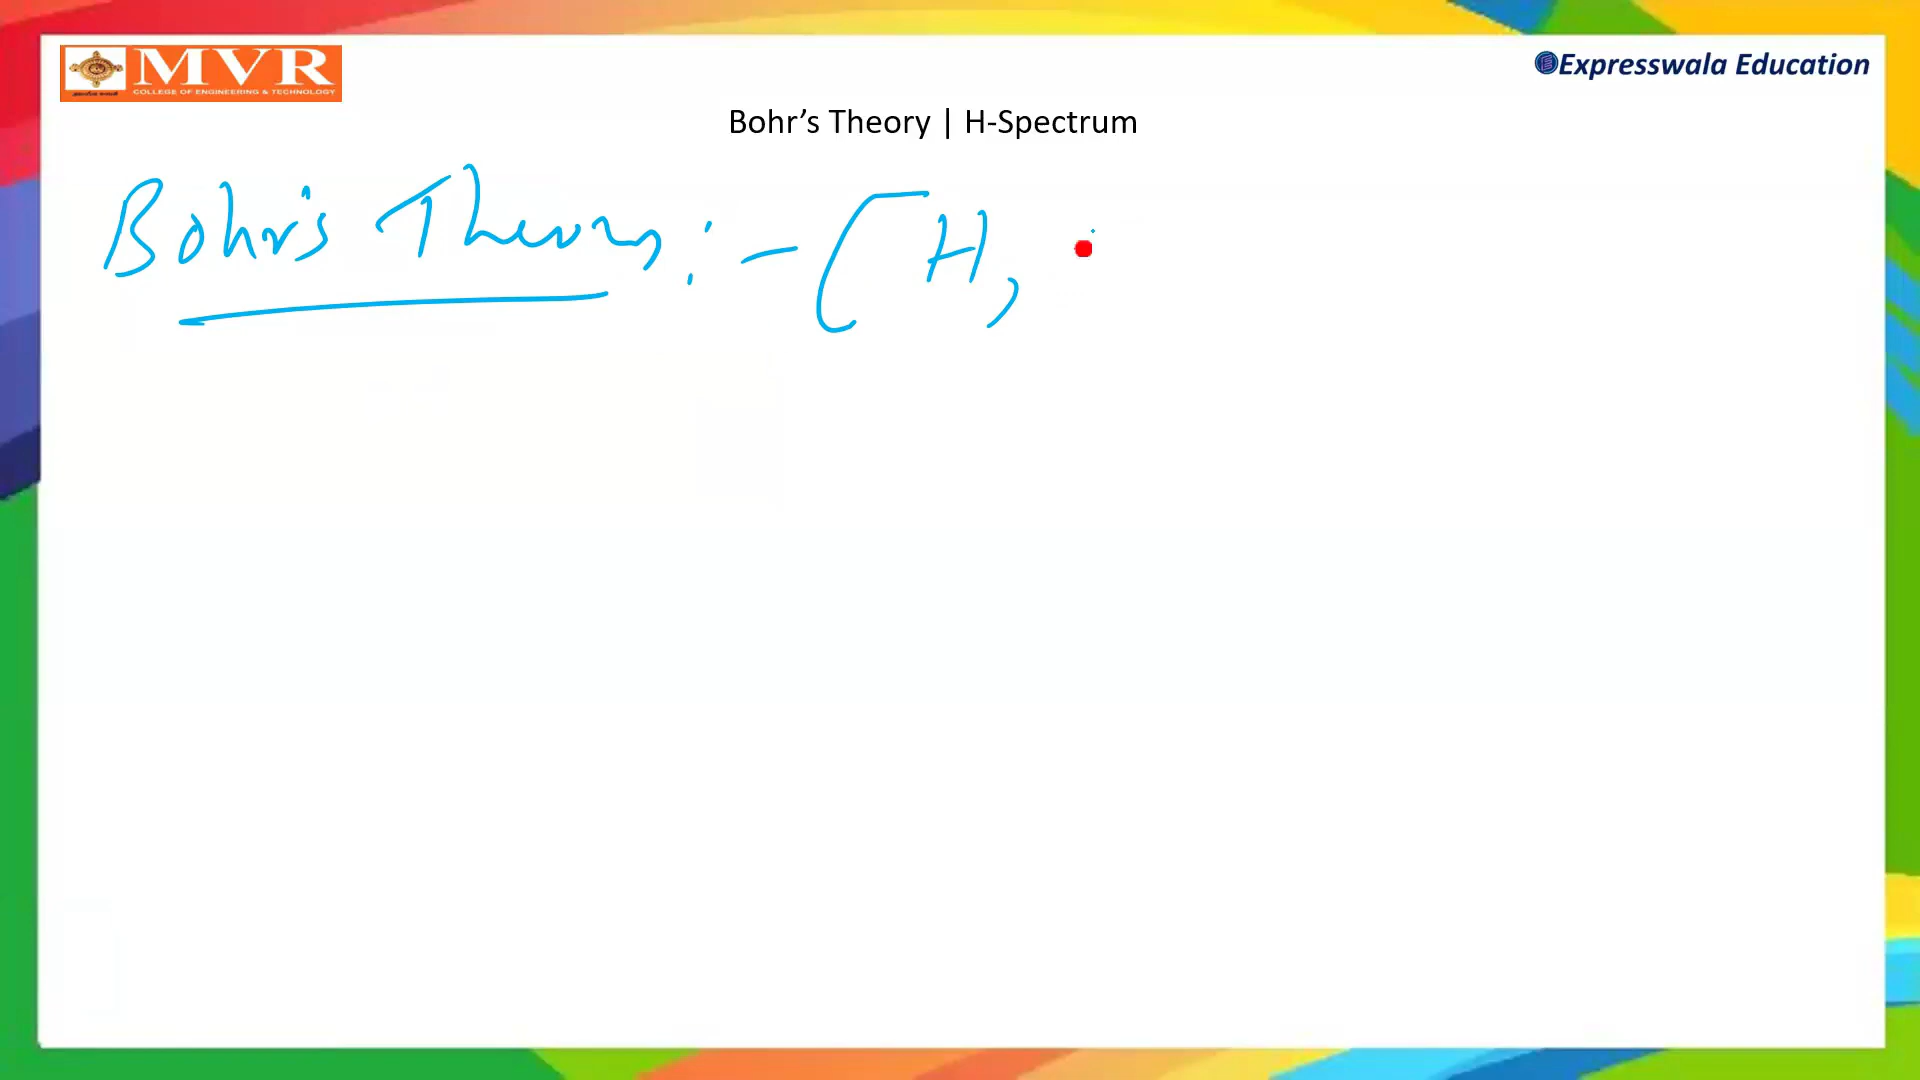 MVR
COLLEGE OF ENGINEERING & TECHNOLOGY
Expresswala Education
Bohr’s Theory | H-Spectrum
Bohr's Theory :- (H,